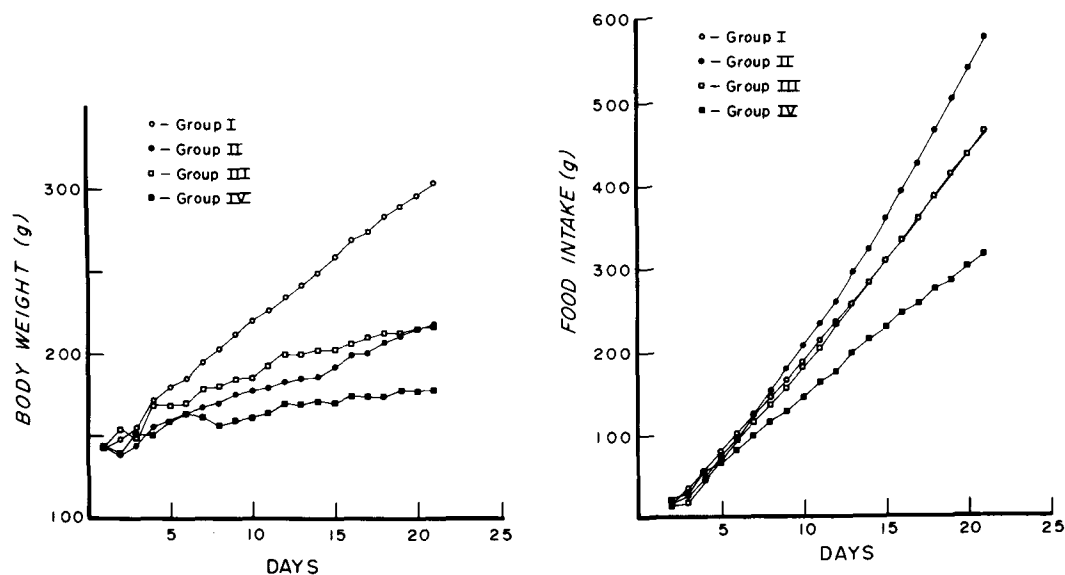 ○ – Group I
● – Group II
□ – Group III
■ – Group IV
300
200
100
BODY WEIGHT (g)
5 10 15 20 25
DAYS
600
500
400
300
200
100
FOOD INTAKE (g)
○ – Group I
● – Group II
□ – Group III
■ – Group IV
5 10 15 20 25
DAYS